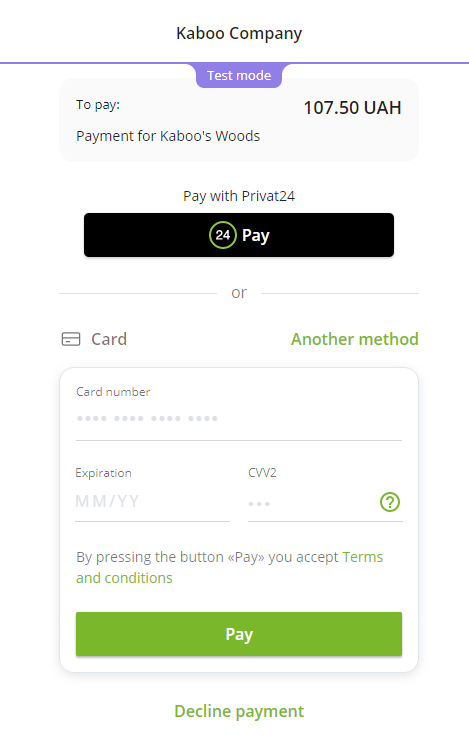 Kaboo Company
Test mode
To pay:
107.50 UAH
Payment for Kaboo's Woods
Pay with Privat24
24 Pay
or
Card
Another method
Card number
Expiration
CVV2
MM/YY
?
By pressing the button «Pay» you accept Terms
and conditions
Pay
Decline payment